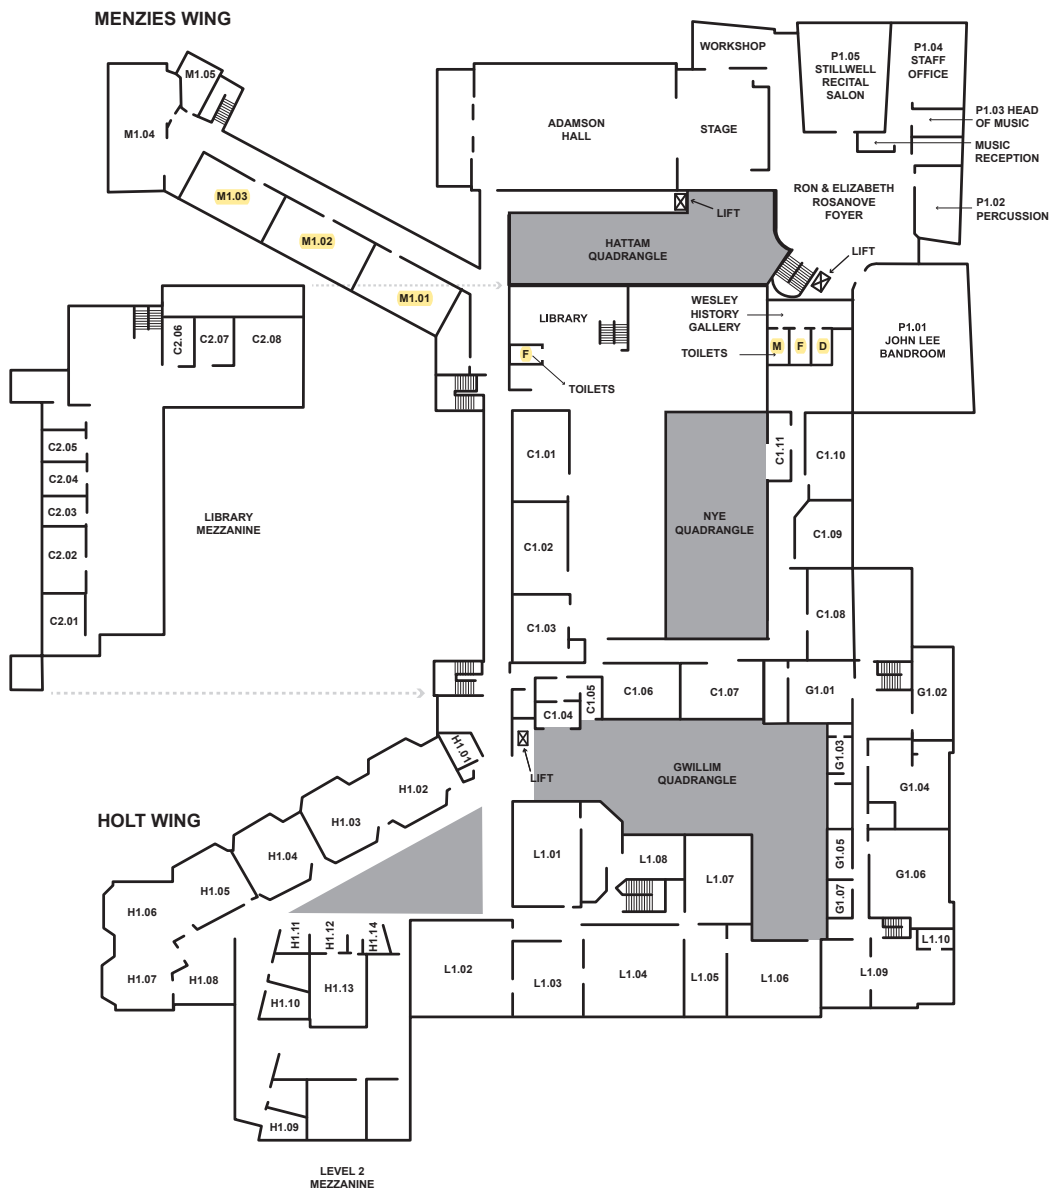 MENZIES WING
M1.05
M1.04
M1.03
M1.02
M1.01
WORKSHOP
ADAMSON
HALL
STAGE
P1.05
STILLWELL
RECITAL
SALON
P1.04
STAFF
OFFICE
P1.03 HEAD
OF MUSIC
MUSIC
RECEPTION
RON & ELIZABETH
ROSANOVE
FOYER
P1.02
PERCUSSION
LIFT
HATTAM
QUADRANGLE
LIFT
WESLEY
HISTORY
GALLERY
TOILETS
M
F
D
P1.01
JOHN LEE
BANDROOM
LIBRARY
F
TOILETS
C2.06
C2.07
C2.08
C2.05
C2.04
C2.03
C2.02
C2.01
LIBRARY
MEZZANINE
C1.01
C1.02
C1.03
NYE
QUADRANGLE
C1.11
C1.10
C1.09
C1.08
C1.04
C1.05
C1.06
C1.07
G1.01
G1.02
G1.03
G1.04
G1.05
G1.06
G1.07
LIFT
GWILLIM
QUADRANGLE
HOLT WING
H1.01
H1.02
H1.03
H1.04
H1.05
H1.06
H1.07
H1.08
H1.11
H1.12
H1.14
H1.10
H1.13
H1.09
L1.01
L1.08
L1.07
L1.02
L1.03
L1.04
L1.05
L1.06
L1.09
L1.10
LEVEL 2
MEZZANINE